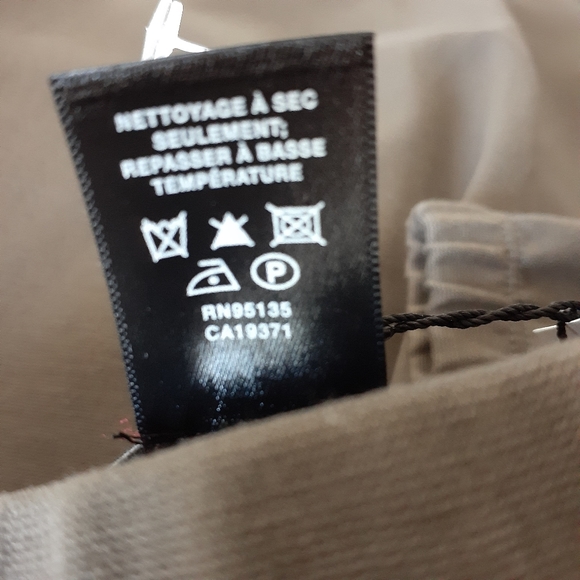 NETTOYAGE À SEC
SEULEMENT;
REPASSER À BASSE
TEMPÉRATURE
P
RN95135
CA19371